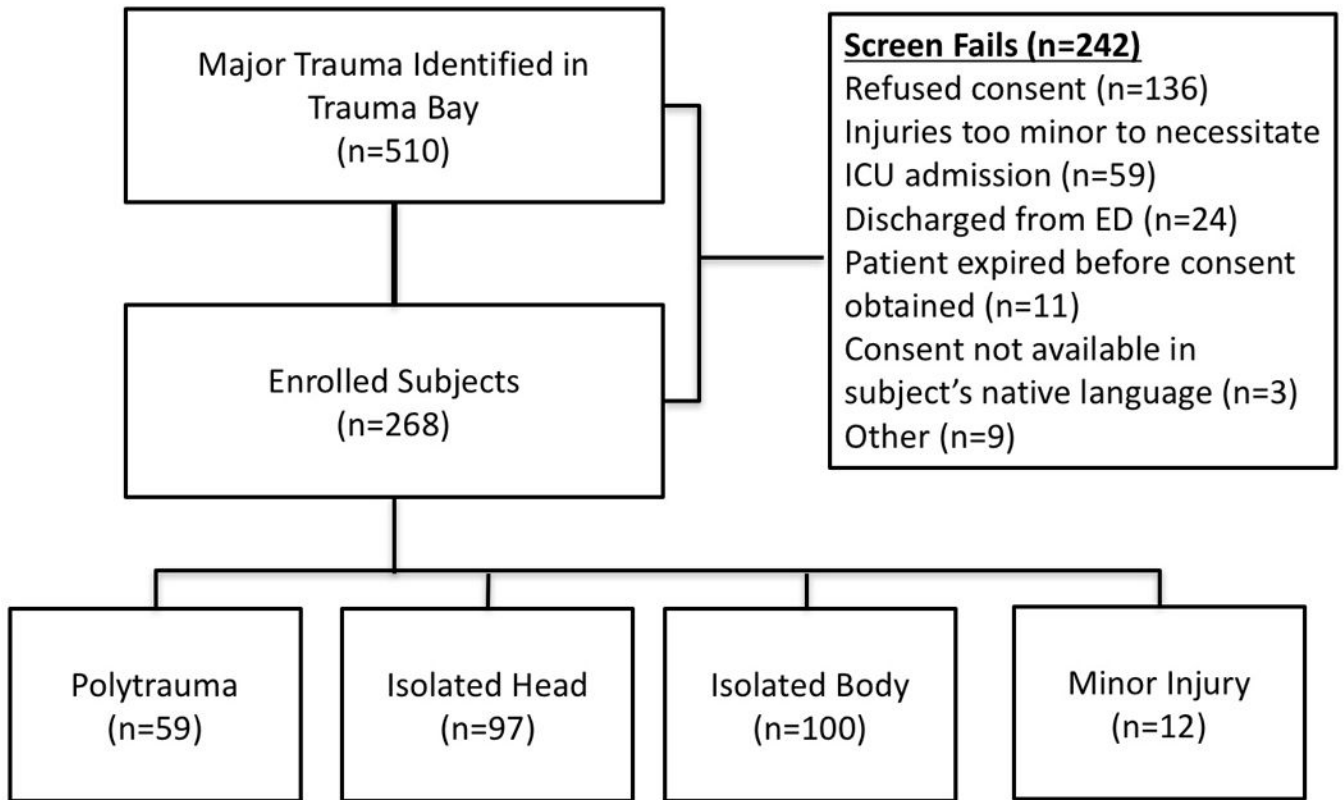 Major Trauma Identified in
Trauma Bay
(n=510)
Screen Fails (n=242)
Refused consent (n=136)
Injuries too minor to necessitate
ICU admission (n=59)
Discharged from ED (n=24)
Patient expired before consent
obtained (n=11)
Consent not available in
subject’s native language (n=3)
Other (n=9)
Enrolled Subjects
(n=268)
Polytrauma
(n=59)
Isolated Head
(n=97)
Isolated Body
(n=100)
Minor Injury
(n=12)